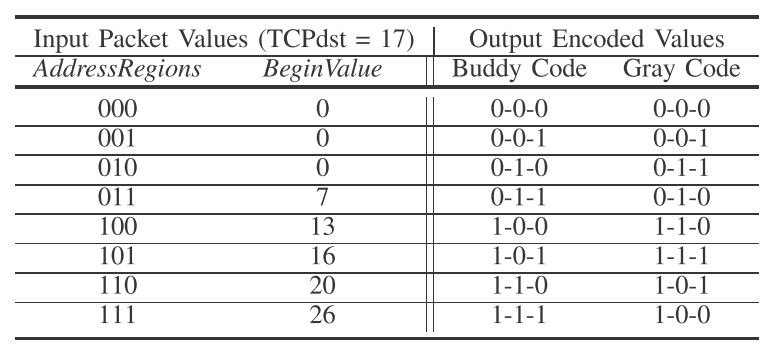 Input Packet Values (TCPdst = 17) Output Encoded Values
AddressRegions BeginValue Buddy Code Gray Code
000 0 0-0-0 0-0-0
001 0 0-0-1 0-0-1
010 0 0-1-0 0-1-1
011 7 0-1-1 0-1-0
100 13 1-0-0 1-1-0
101 16 1-0-1 1-1-1
110 20 1-1-0 1-0-1
111 26 1-1-1 1-0-0